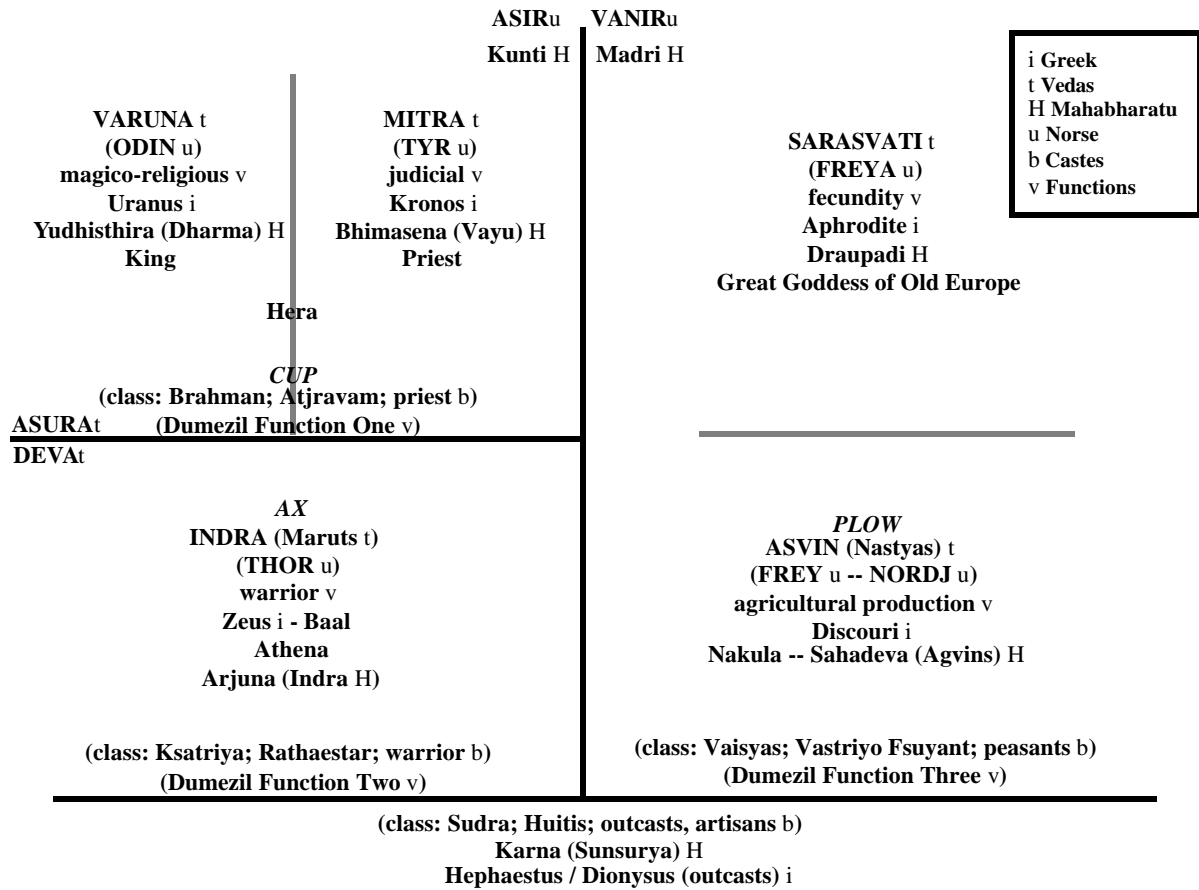 ASIRu VANIRu
Kunti H Madri H
i Greek
t Vedas
H Mahabharatu
u Norse
b Castes
v Functions
VARUNA t
(ODIN u)
magico-religious v
Uranus i
Yudhisthira (Dharma) H
King
MITRA t
(TYR u)
judicial v
Kronos i
Bhimasena (Vayu) H
Priest
Hera
CUP
(class: Brahman; Atjravam; priest b)
(Dumezil Function One v)
ASURAt
SARASVATI t
(FREYA u)
fecundity v
Aphrodite i
Draupadi H
Great Goddess of Old Europe
DEVAt
AX
INDRA (Maruts t)
(THOR u)
warrior v
Zeus i - Baal
Athena
Arjuna (Indra H)
(class: Ksatriya; Rathaestar; warrior b)
(Dumezil Function Two v)
PLOW
ASVIN (Nastyas) t
(FREY u -- NORDJ u)
agricultural production v
Discouri i
Nakula -- Sahadeva (Agvins) H
(class: Vaisyas; Vastriyo Fsuyant; peasants b)
(Dumezil Function Three v)
(class: Sudra; Huitis; outcasts, artisans b)
Karna (Sunsurya) H
Hephaestus / Dionysus (outcasts) i